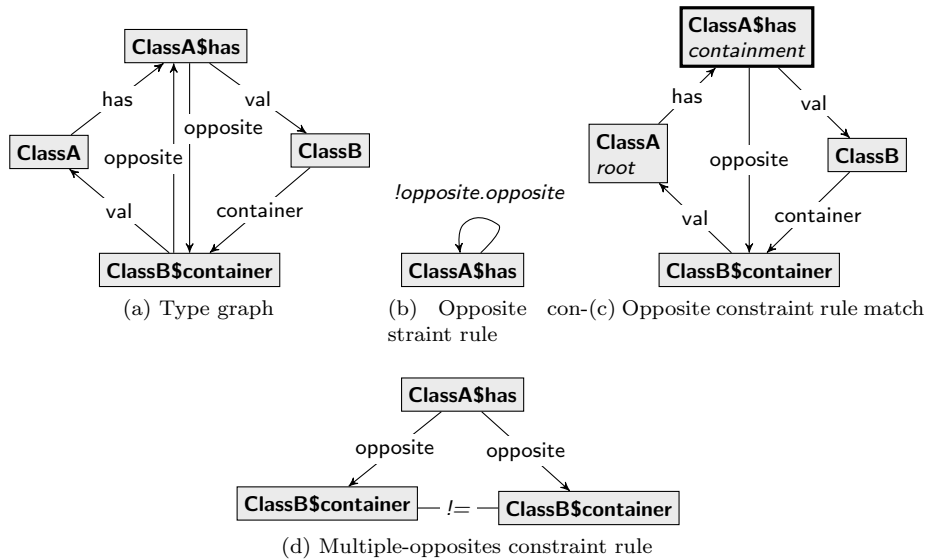 ClassA$has
has
val
ClassA
opposite
opposite
ClassB
val
container
ClassB$container
(a) Type graph
!opposite.opposite
ClassA$has
(b) Opposite con-
straint rule
ClassA$has
containment
has
val
ClassA
root
opposite
ClassB
val
container
ClassB$container
(c) Opposite constraint rule match
ClassA$has
opposite
opposite
ClassB$container
!=
ClassB$container
(d) Multiple-opposites constraint rule